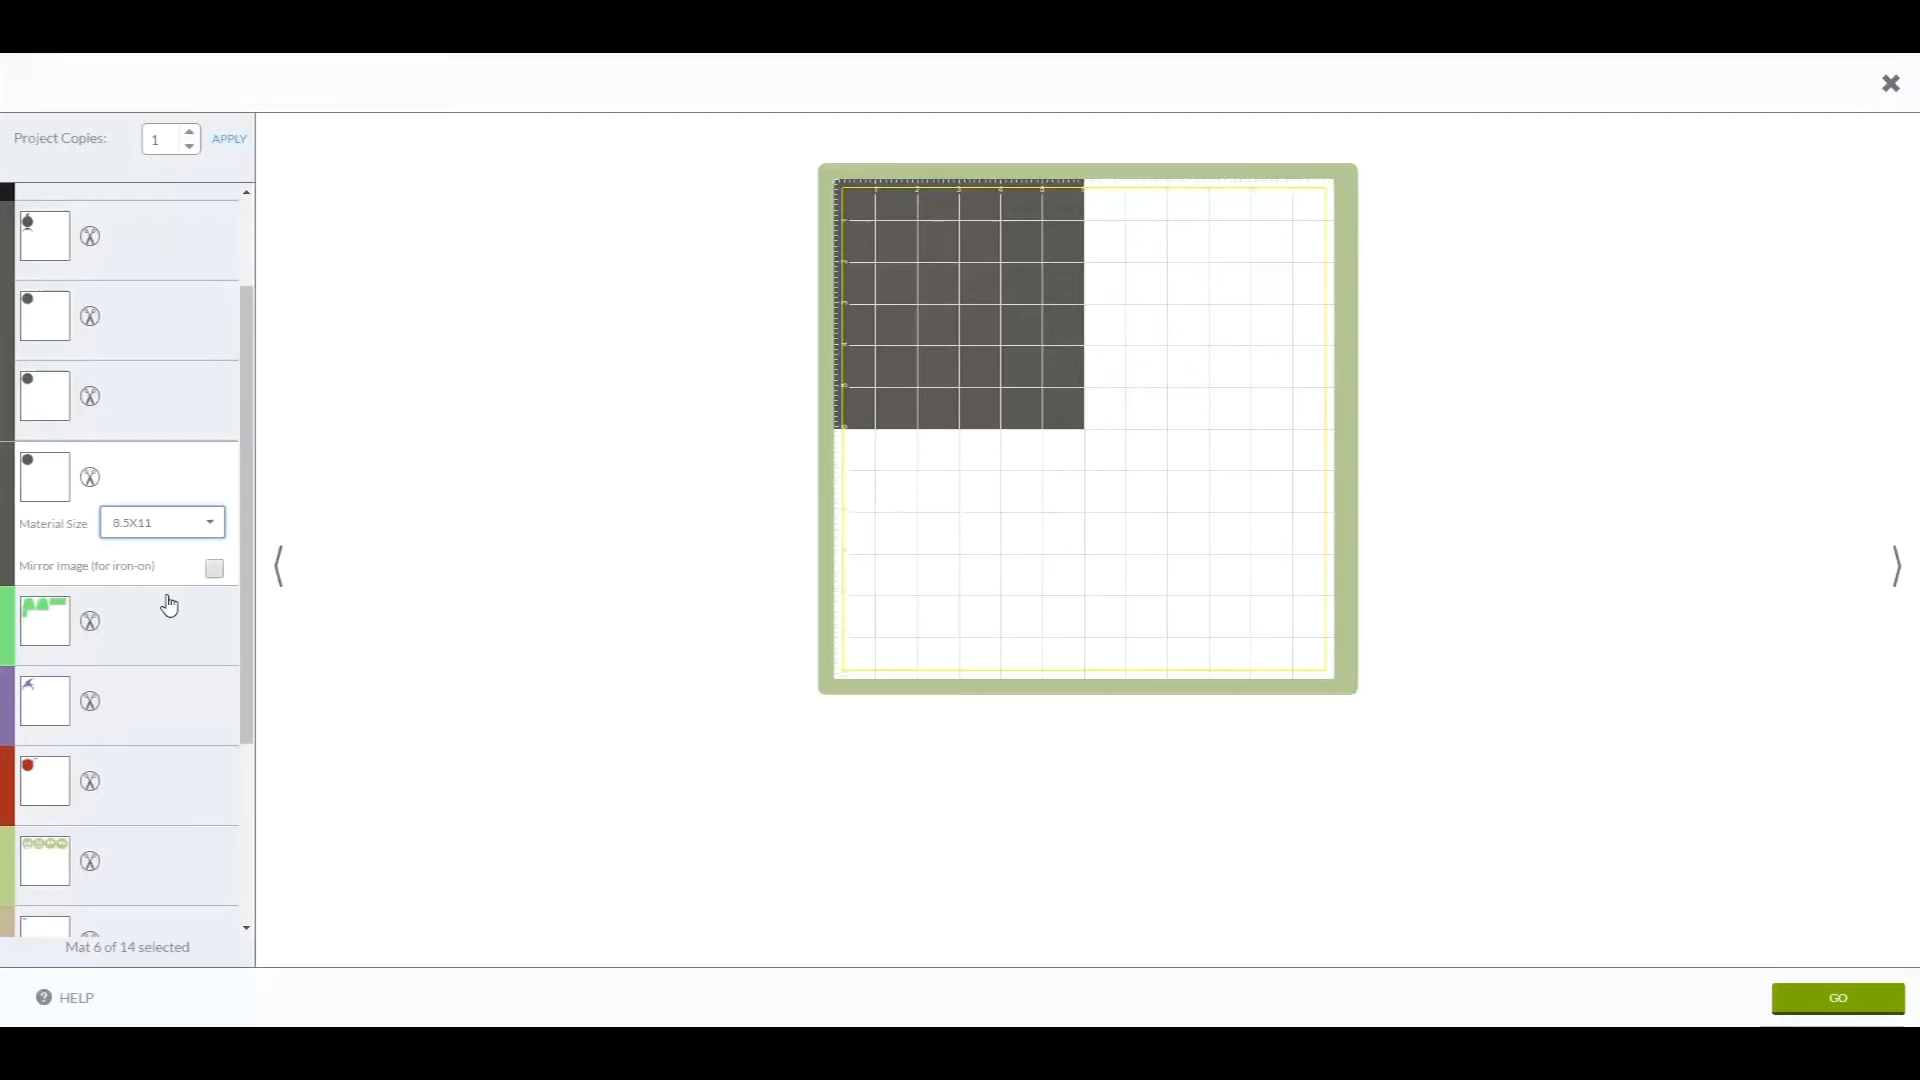 Project Copies: 1 APPLY
Material Size 8.5X11
Mirror Image (for iron-on)
Mat 6 of 14 selected
HELP
GO